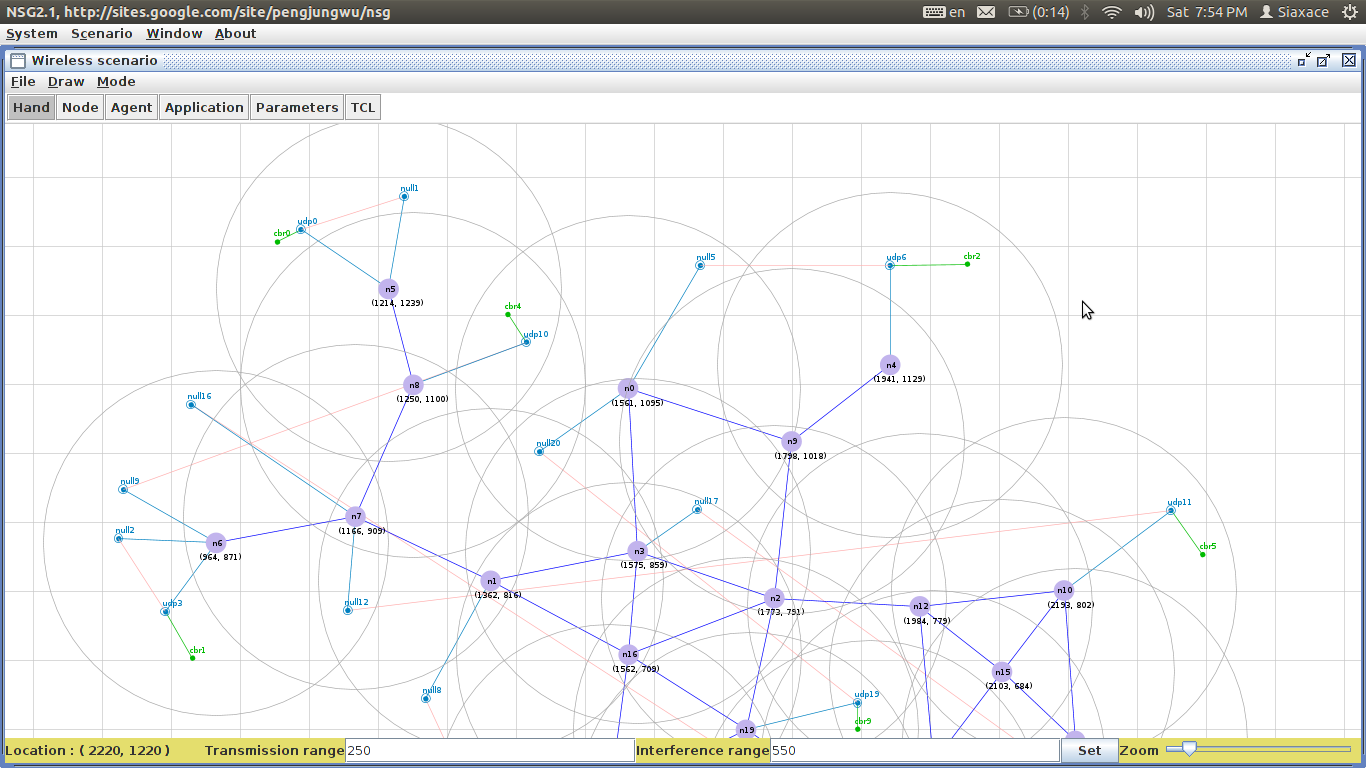 NSG2.1, http://sites.google.com/site/pengjungwu/nsg en (0:14) Sat 7:54 PM Siaxace
System Scenario Window About
Wireless scenario
File Draw Mode
Hand Node Agent Application Parameters TCL
null1
udp0
cbr0
null5
udp6
cbr2
n5
(1214, 1239)
cbr4
udp10
n4
(1941, 1129)
n8
(1250, 1100)
n0
(1561, 1095)
null16
n9
(1798, 1018)
null20
null9
null17
udp11
n7
(1166, 909)
null2
n6
(964, 871)
cbr5
n3
(1575, 859)
n1
(1362, 816)
n10
(2193, 802)
n2
(1773, 791)
n12
(1984, 779)
udp3
null12
cbr1
n16
(1562, 709)
n15
(2103, 684)
null8
udp19
cbr9
n19
Location : ( 2220, 1220 ) Transmission range 250 Interference range 550 Set Zoom